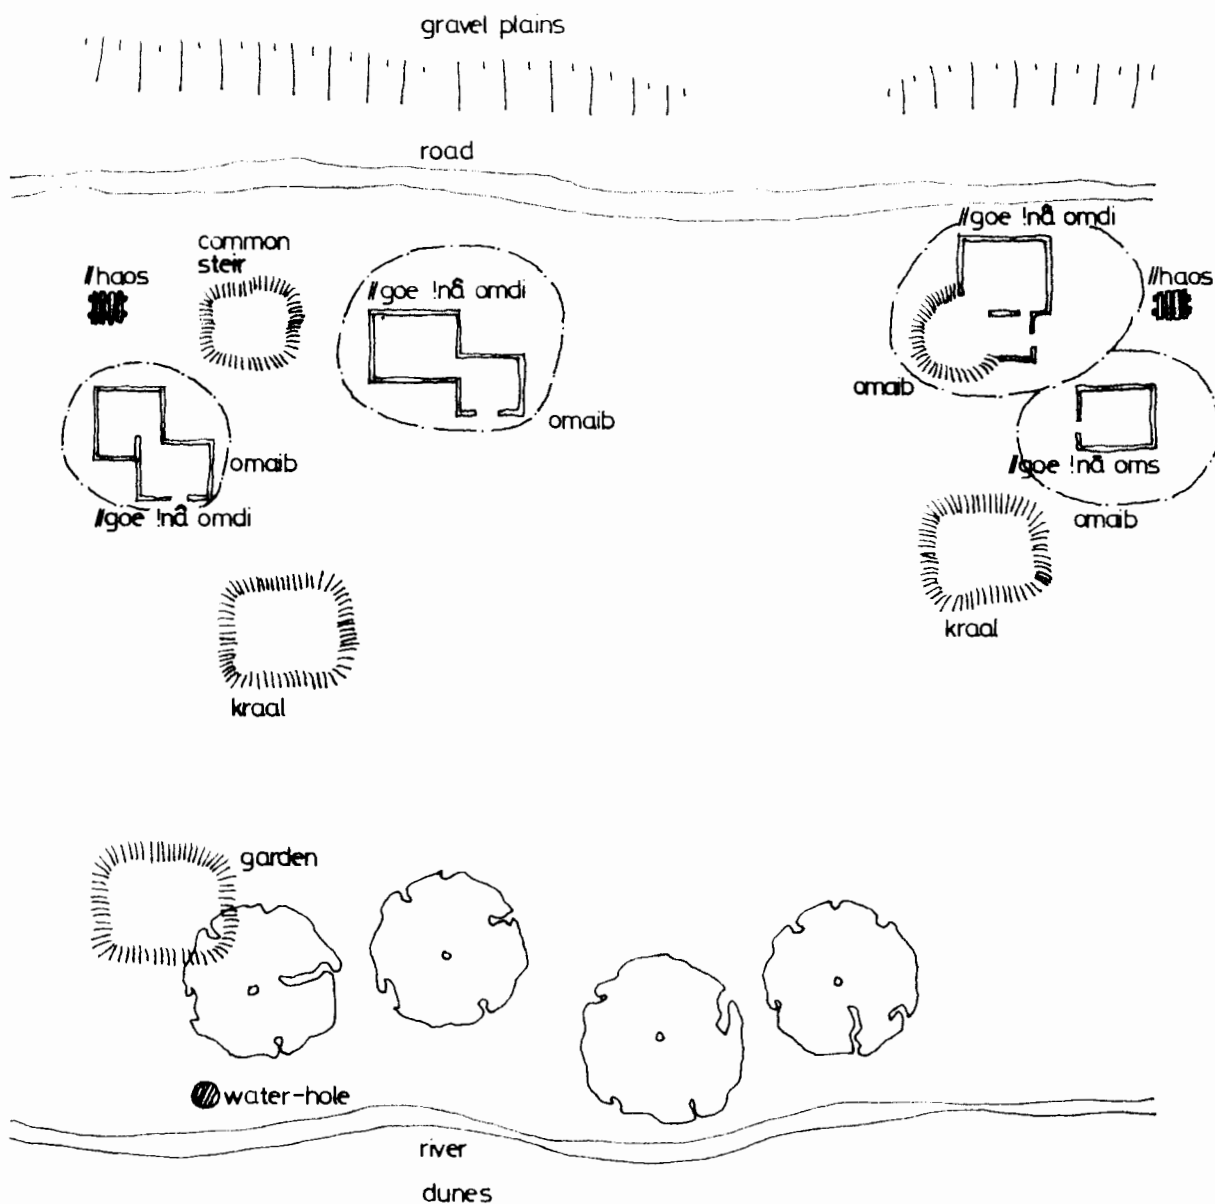 gravel plains
road
//goe !nâ omdi
common
steir
//haos
//haos
//goe !nâ omdi
omaib
omaib
omaib
//goe !nâ oms
//goe !nâ omdi
omaib
kraal
kraal
garden
water-hole
river
dunes